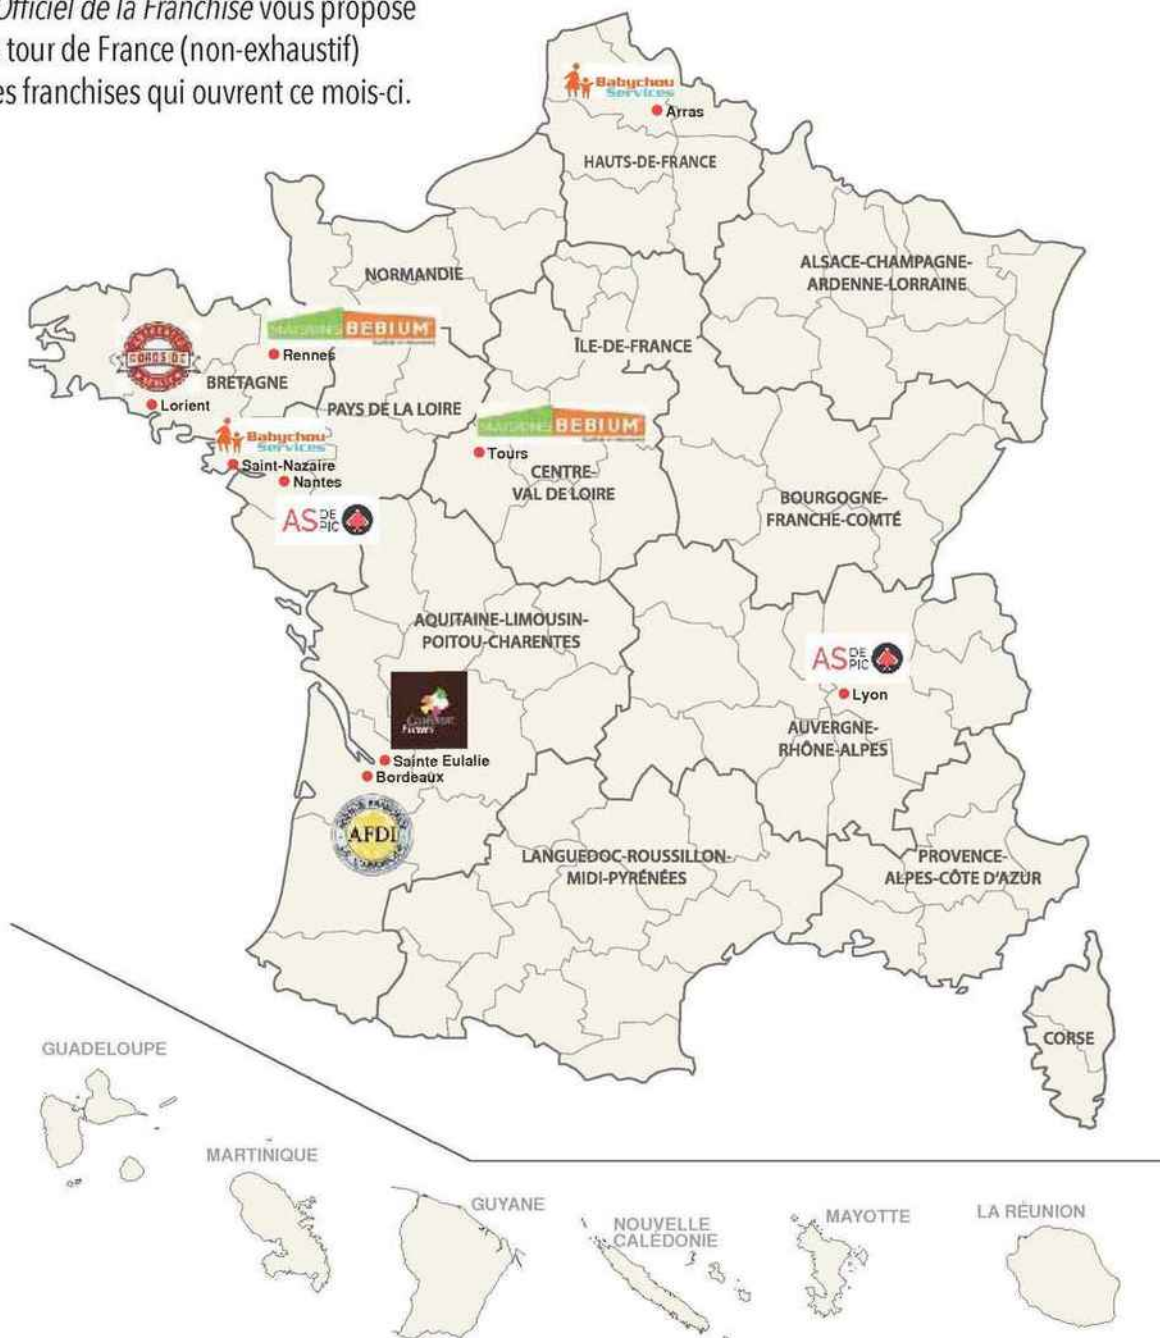 Officiel de la Franchise vous propose
tour de France (non-exhaustif)
es franchises qui ouvrent ce mois-ci.
Babychou
Services
Arras
HAUTS-DE-FRANCE
NORMANDIE
ALSACE-CHAMPAGNE-
ARDENNE-LORRAINE
MAISONS BEBIUM
Rennes
ÎLE-DE-FRANCE
BRETAGNE
Lorient
PAYS DE LA LOIRE
MAISONS BEBIUM
Tours
CENTRE-
VAL DE LOIRE
Babychou
Services
Saint-Nazaire
Nantes
AS DE PIC
BOURGOGNE-
FRANCHE-COMTÉ
AQUITAINE-LIMOUSIN-
POITOU-CHARENTES
AS DE PIC
Lyon
AUVERGNE-
RHÔNE-ALPES
Sainte Eulalie
Bordeaux
AFDI
LANGUEDOC-ROUSSILLON-
MIDI-PYRÉNÉES
PROVENCE-
ALPES-CÔTE D'AZUR
CORSE
GUADELOUPE
MARTINIQUE
GUYANE
NOUVELLE
CALÉDONIE
MAYOTTE
LA RÉUNION